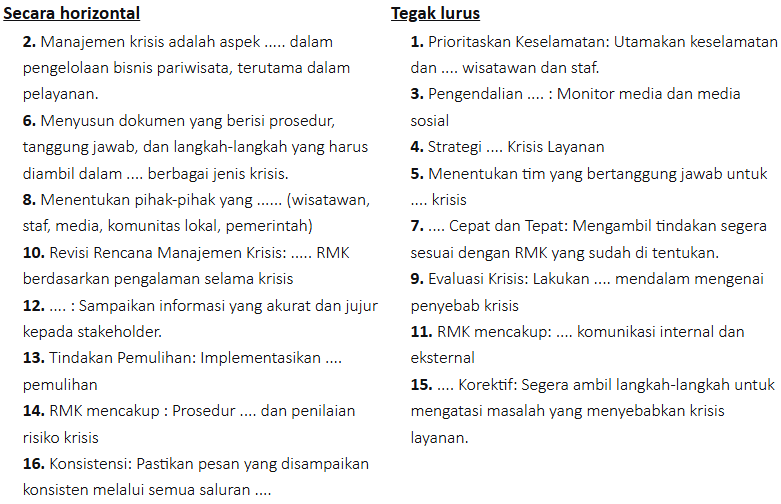 Secara horizontal
2. Manajemen krisis adalah aspek ..... dalam
pengelolaan bisnis pariwisata, terutama dalam
pelayanan.
6. Menyusun dokumen yang berisi prosedur,
tanggung jawab, dan langkah-langkah yang harus
diambil dalam .... berbagai jenis krisis.
8. Menentukan pihak-pihak yang ...... (wisatawan,
staf, media, komunitas lokal, pemerintah)
10. Revisi Rencana Manajemen Krisis: ..... RMK
berdasarkan pengalaman selama krisis
12. .... : Sampaikan informasi yang akurat dan jujur
kepada stakeholder.
13. Tindakan Pemulihan: Implementasikan ....
pemulihan
14. RMK mencakup : Prosedur .... dan penilaian
risiko krisis
16. Konsistensi: Pastikan pesan yang disampaikan
konsisten melalui semua saluran ....
Tegak lurus
1. Prioritaskan Keselamatan: Utamakan keselamatan
dan .... wisatawan dan staf.
3. Pengendalian .... : Monitor media dan media
sosial
4. Strategi .... Krisis Layanan
5. Menentukan tim yang bertanggung jawab untuk
.... krisis
7. .... Cepat dan Tepat: Mengambil tindakan segera
sesuai dengan RMK yang sudah di tentukan.
9. Evaluasi Krisis: Lakukan .... mendalam mengenai
penyebab krisis
11. RMK mencakup: .... komunikasi internal dan
eksternal
15. .... Korektif: Segera ambil langkah-langkah untuk
mengatasi masalah yang menyebabkan krisis
layanan.